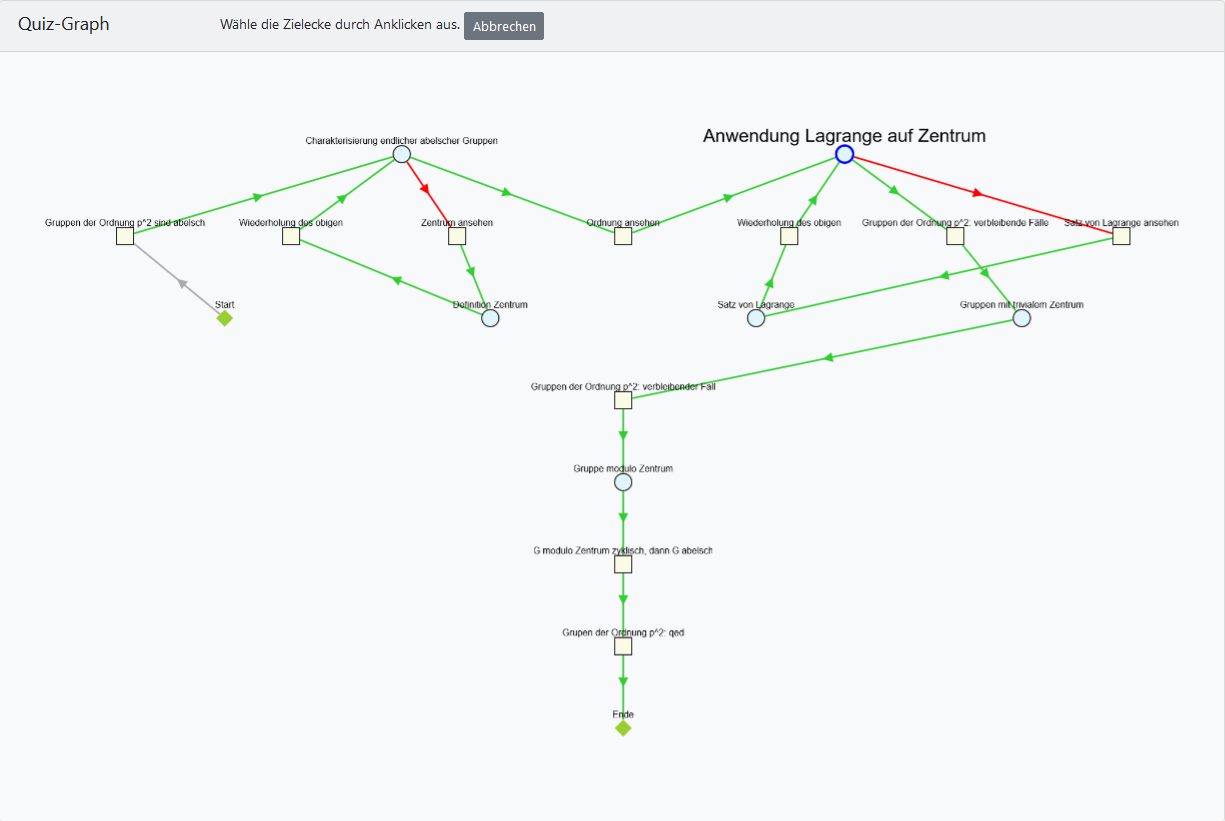 Quiz-Graph
Wähle die Zielecke durch Anklicken aus. Abbrechen
Charakterisierung endlicher abelscher Gruppen
Anwendung Lagrange auf Zentrum
Gruppen der Ordnung p^2 sind abelsch
Wiederholung des obigen
Zentrum ansehen
Ordnung ansehen
Wiederholung des obigen
Gruppen der Ordnung p^2: verbleibende Fälle
Satz von Lagrange ansehen
Start
Definition Zentrum
Satz von Lagrange
Gruppen mit trivialem Zentrum
Gruppen der Ordnung p^2: verbleibender Fall
Gruppe modulo Zentrum
G modulo Zentrum zyklisch, dann G abelsch
Grupen der Ordnung p^2: qed
Ende